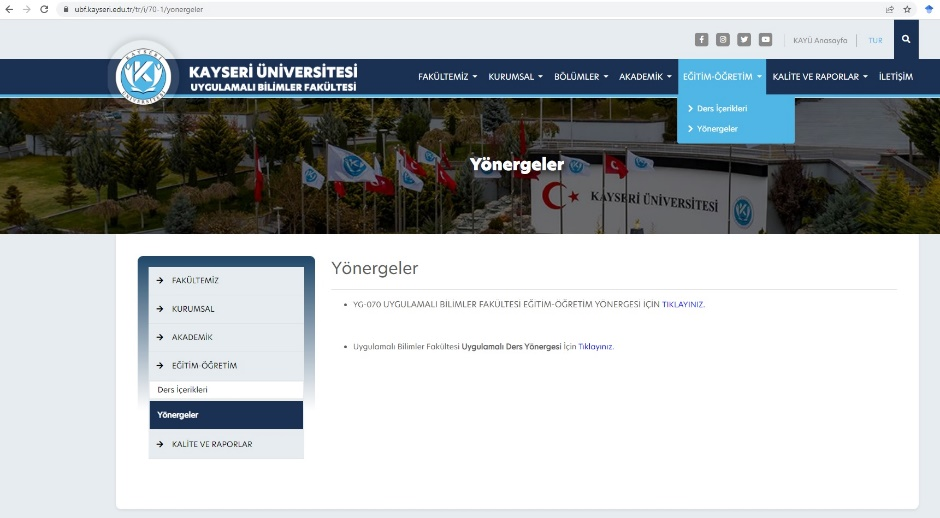 ubf.kayseri.edu.tr/tr/i/70-1/yonergeler
KAYÜ Anasayfa
TUR
KAYSERİ ÜNİVERSİTESİ
UYGULAMALI BİLİMLER FAKÜLTESİ
FAKÜLTEMİZ KURUMSAL BÖLÜMLER AKADEMİK EĞİTİM-ÖĞRETİM KALİTE VE RAPORLAR İLETİŞİM
Ders İçerikleri
Yönergeler
Yönergeler
KAYSERİ ÜNİVERSİTESİ
Yönergeler
FAKÜLTEMİZ
KURUMSAL
AKADEMİK
EĞİTİM-ÖĞRETİM
Ders İçerikleri
Yönergeler
KALİTE VE RAPORLAR
YG-070 UYGULAMALI BİLİMLER FAKÜLTESİ EĞİTİM-ÖĞRETİM YÖNERGESİ İÇİN TIKLAYINIZ.
Uygulamalı Bilimler Fakültesi Uygulamalı Ders Yönergesi İçin Tıklayınız.